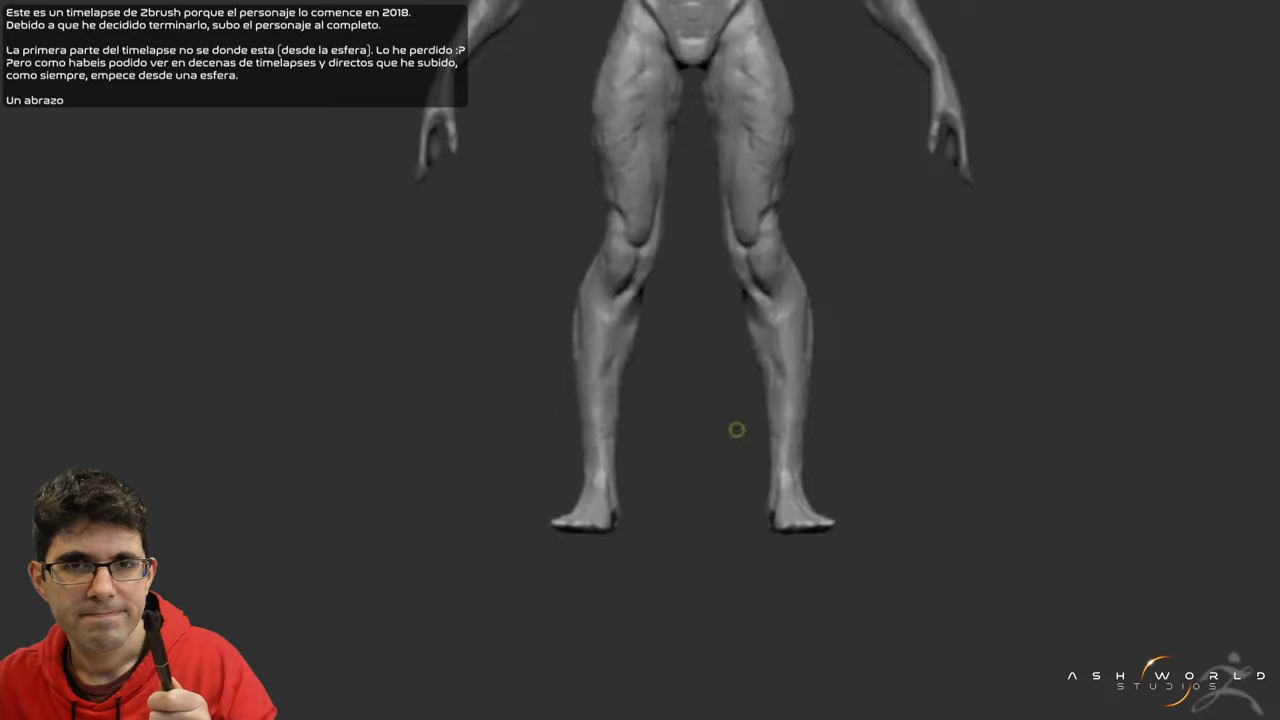 Este es un timelapse de Zbrush porque el personaje lo comence en 2018.
Debido a que he decidido terminarlo, subo el personaje al completo.
La primera parte del timelapse no se donde esta (desde la esfera). Lo he perdido :P
Pero como habeis podido ver en decenas de timelapses y directos que he subido,
como siempre, empece desde una esfera.
Un abrazo
ASHWORLD
STUDIOS